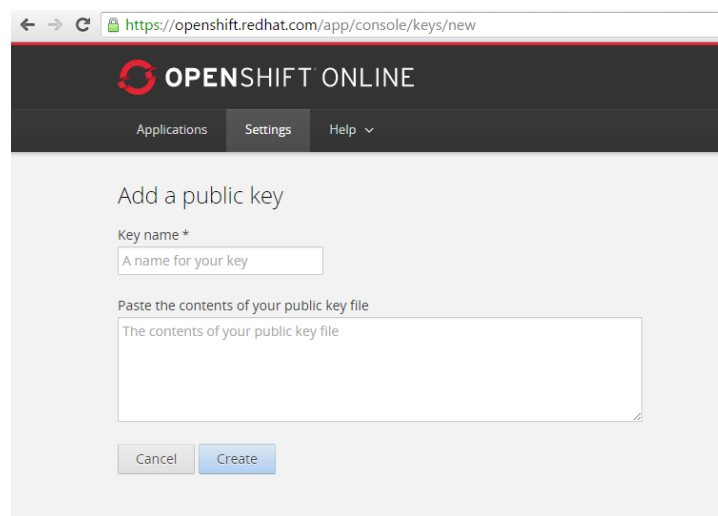 https://openshift.redhat.com/app/console/keys/new
OPENSHIFT ONLINE
Applications Settings Help
Add a public key
Key name *
A name for your key
Paste the contents of your public key file
The contents of your public key file
Cancel Create